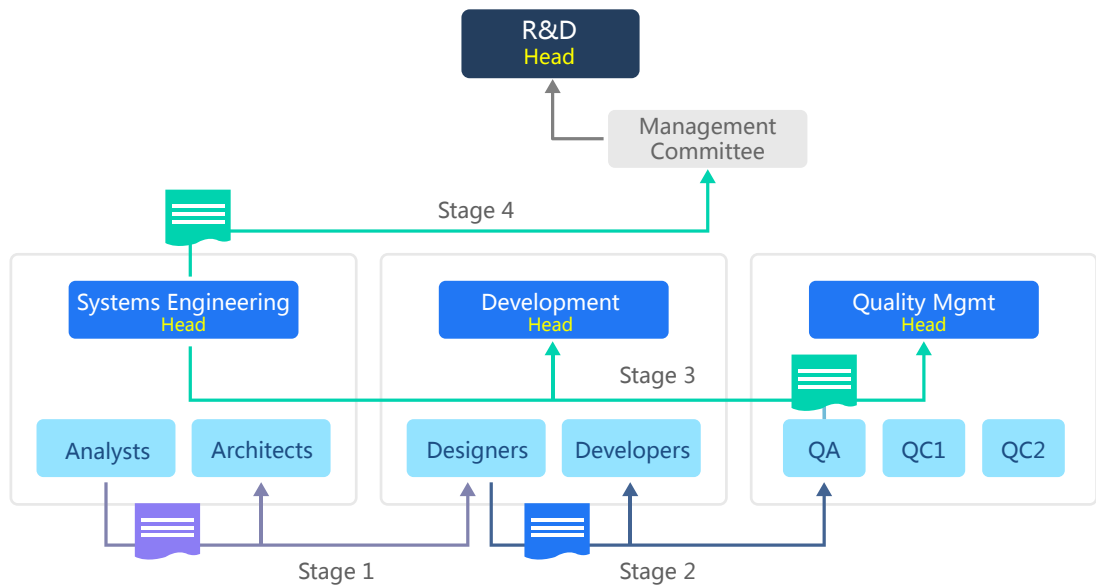 R&D
Head
Management
Committee
Stage 4
Systems Engineering
Head
Development
Head
Quality Mgmt
Head
Stage 3
Analysts
Architects
Designers
Developers
QA
QC1
QC2
Stage 1
Stage 2